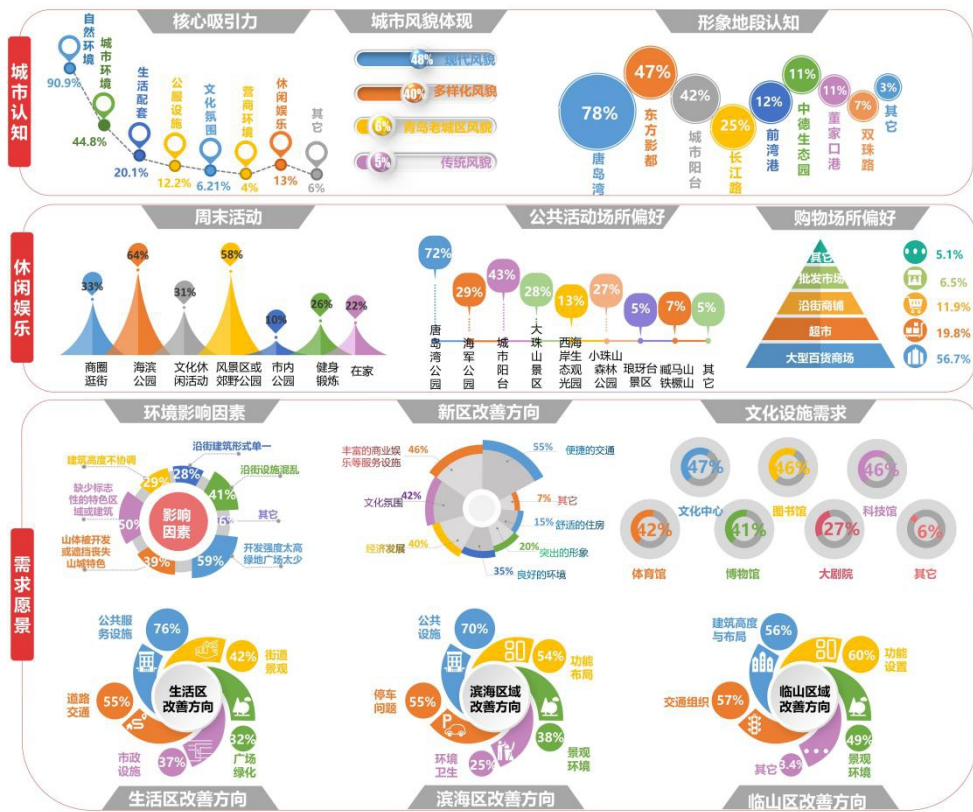 城市认知
核心吸引力
自然环境
90.9%
城市环境
44.8%
生活配套
20.1%
公服设施
12.2%
文化氛围
6.21%
营商环境
4%
休闲娱乐
13%
其它
6%
城市风貌体现
48%
现代风貌
40%
多样化风貌
6%
青岛老城区风貌
5%
传统风貌
形象地段认知
78%
唐岛湾
47%
东方影都
42%
城市阳台
25%
长江路
12%
前湾港
11%
中德生态园
11%
董家口港
7%
双珠路
3%
其它
休闲娱乐
周末活动
33%
64%
31%
58%
10%
26%
22%
商圈
逛街
海滨
公园
文化休
闲活动
风景区或
郊野公园
市内
公园
健身
锻炼
在家
公共活动场所偏好
72%
29%
43%
28%
13%
27%
5%
7%
5%
唐岛湾公园
海军公园
城市阳台
大珠山景区
西海
岸生
态观
光园
小珠山
森林
公园
琅玡台
景区
臧马山
铁橛山
其它
购物场所偏好
其它
5.1%
批发市场
6.5%
沿街商铺
11.9%
超市
19.8%
大型百货商场
56.7%
需求愿景
环境影响因素
沿街建筑形式单一
28%
建筑高度不协调
29%
沿街设施混乱
41%
缺少标志
性的特色区
域或建筑
50%
影响
因素
其它
6%
山体被开发
或遮挡丧失
山城特色
39%
开发强度太高
绿地广场太少
59%
新区改善方向
丰富的商业娱
乐等服务设施
46%
55%
便捷的交通
文化氛围
42%
7%
其它
15%
舒适的住房
经济发展
40%
20%
突出的形象
35%
良好的环境
文化设施需求
47%
文化中心
46%
图书馆
46%
科技馆
42%
体育馆
41%
博物馆
27%
大剧院
6%
其它
公共服
务设施
76%
42%
街道
景观
道路
交通
55%
生活区
改善方向
市政
设施
37%
32%
广场
绿化
生活区改善方向
公共
设施
70%
54%
功能
布局
停车
问题
55%
滨海区域
改善方向
环境
卫生
25%
38%
景观
环境
滨海区改善方向
建筑高度
与布局
56%
60%
功能
设置
交通组织
57%
临山区域
改善方向
其它
3.4%
49%
景观
环境
临山区改善方向